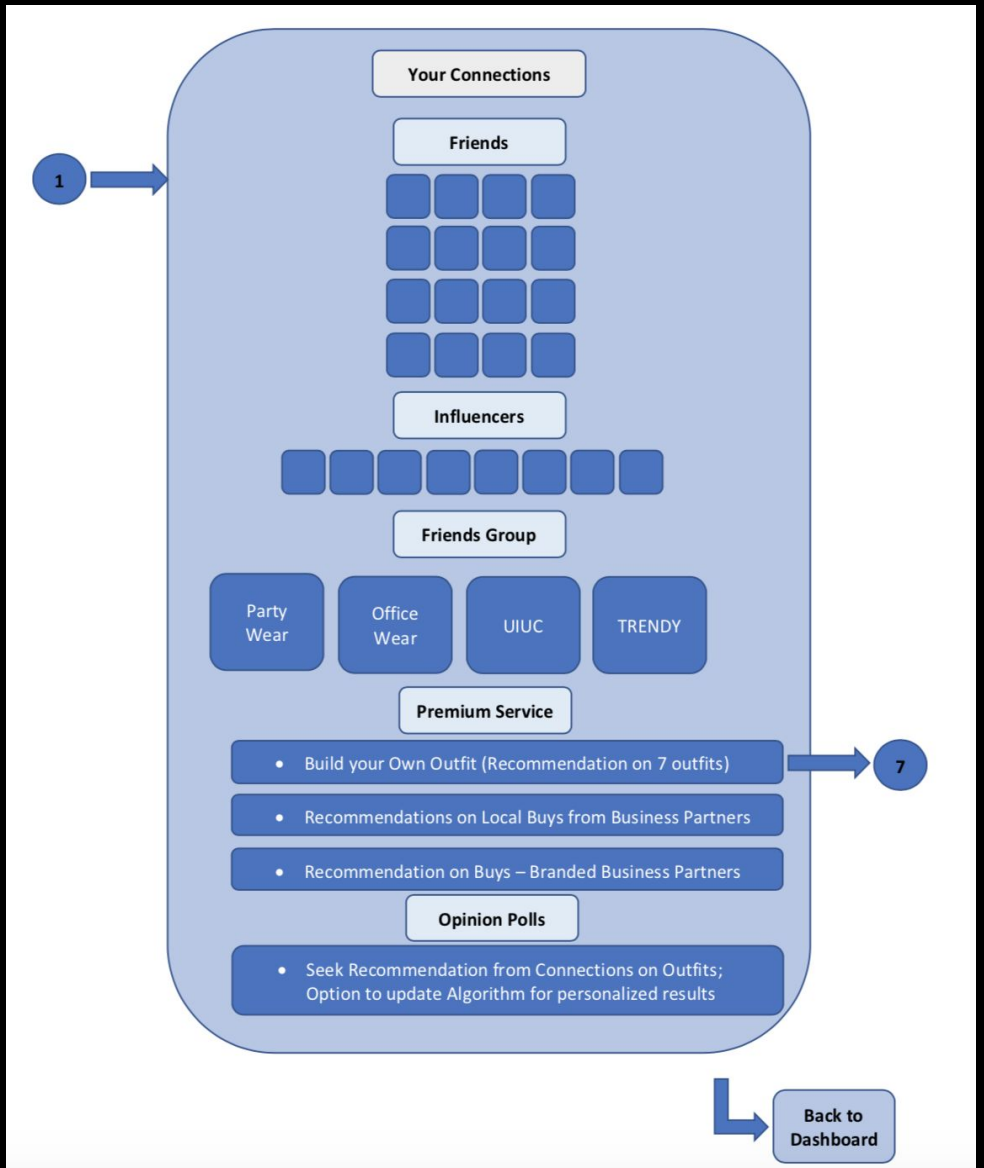 Your Connections
Friends
1
Influencers
Friends Group
Party
Wear
Office
Wear
UIUC
TRENDY
Premium Service
• Build your Own Outfit (Recommendation on 7 outfits)
7
• Recommendations on Local Buys from Business Partners
• Recommendation on Buys – Branded Business Partners
Opinion Polls
• Seek Recommendation from Connections on Outfits;
Option to update Algorithm for personalized results
Back to
Dashboard